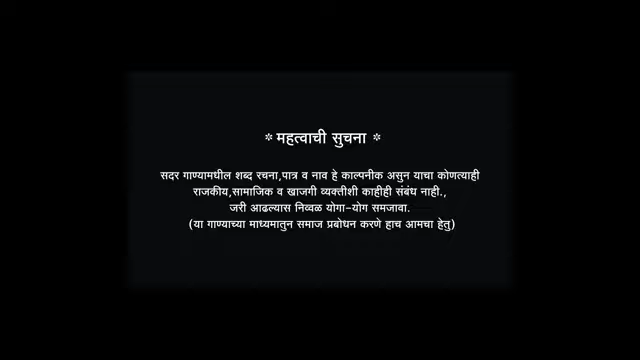 * महत्वाची सुचना *
सदर गाण्यामधील शब्द रचना,पात्र व नाव हे काल्पनीक असुन याचा कोणत्याही
राजकीय,सामाजिक व खाजगी व्यक्तीशी काहीही संबंध नाही.,
जरी आढल्यास निव्वळ योगा-योग समजावा.
(या गाण्याच्या माध्यमातुन समाज प्रबोधन करणे हाच आमचा हेतु)